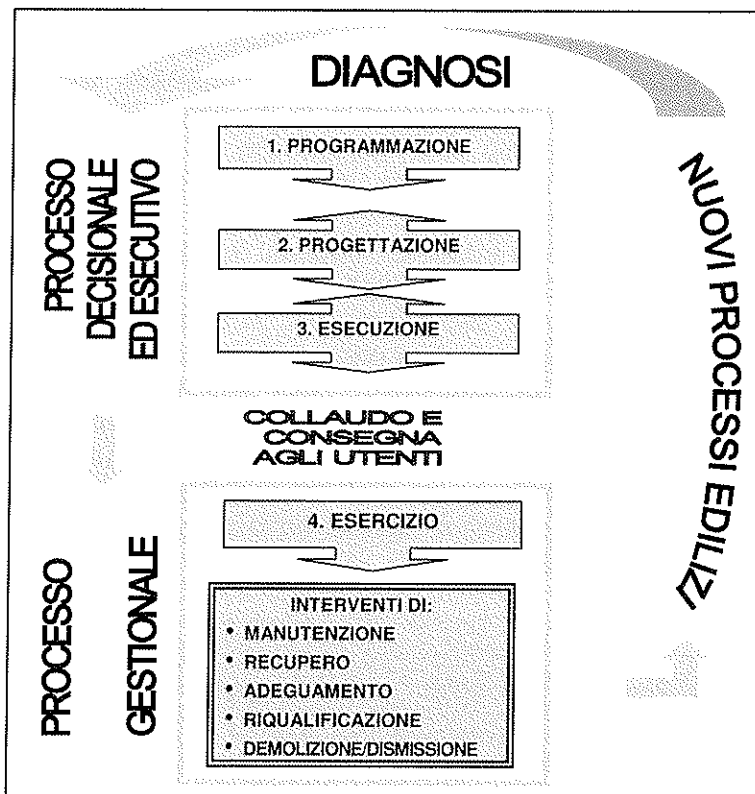 DIAGNOSI
PROCESSO
DECISIONALE
ED ESECUTIVO
1. PROGRAMMAZIONE
2. PROGETTAZIONE
3. ESECUZIONE
COLLAUDO E
CONSEGNA
AGLI UTENTI
PROCESSO
GESTIONALE
4. ESERCIZIO
INTERVENTI DI:
• MANUTENZIONE
• RECUPERO
• ADEGUAMENTO
• RIQUALIFICAZIONE
• DEMOLIZIONE/DISMISSIONE
NUOVI PROCESSI EDILIZI